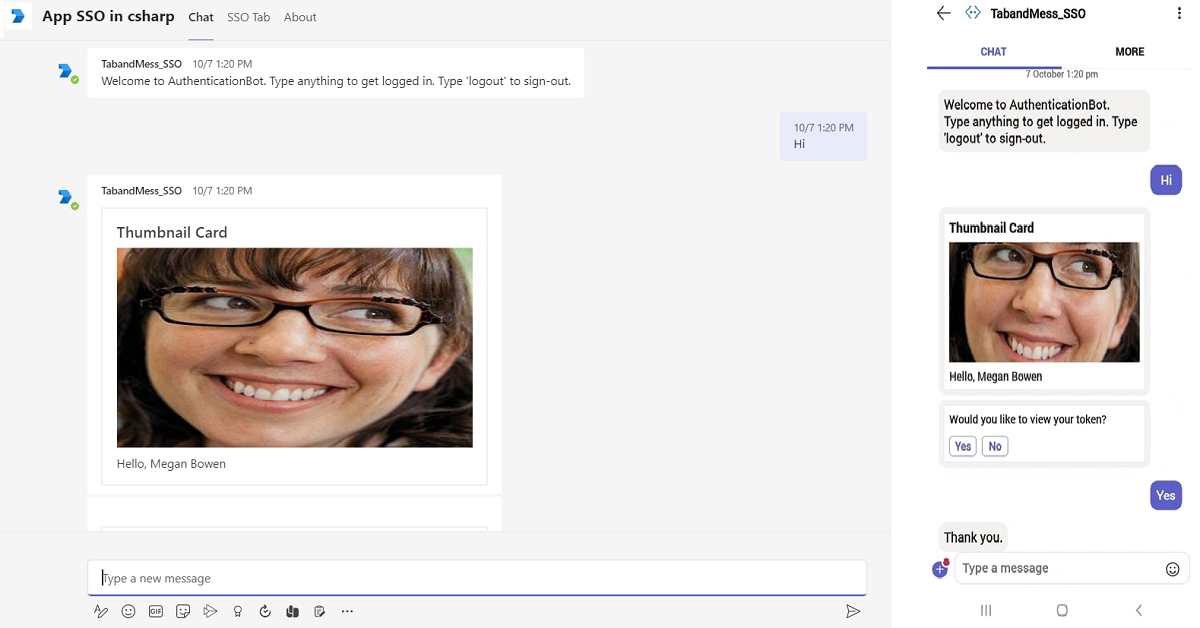 App SSO in csharp Chat SSO Tab About
TabandMess_SSO 10/7 1:20 PM
Welcome to AuthenticationBot. Type anything to get logged in. Type 'logout' to sign-out.
10/7 1:20 PM
Hi
TabandMess_SSO 10/7 1:20 PM
Thumbnail Card
Hello, Megan Bowen
Type a new message
GIF
TabandMess_SSO
CHAT MORE
7 October 1:20 pm
Welcome to AuthenticationBot.
Type anything to get logged in. Type
'logout' to sign-out.
Hi
Thumbnail Card
Hello, Megan Bowen
Would you like to view your token?
Yes No
Yes
Thank you.
Type a message